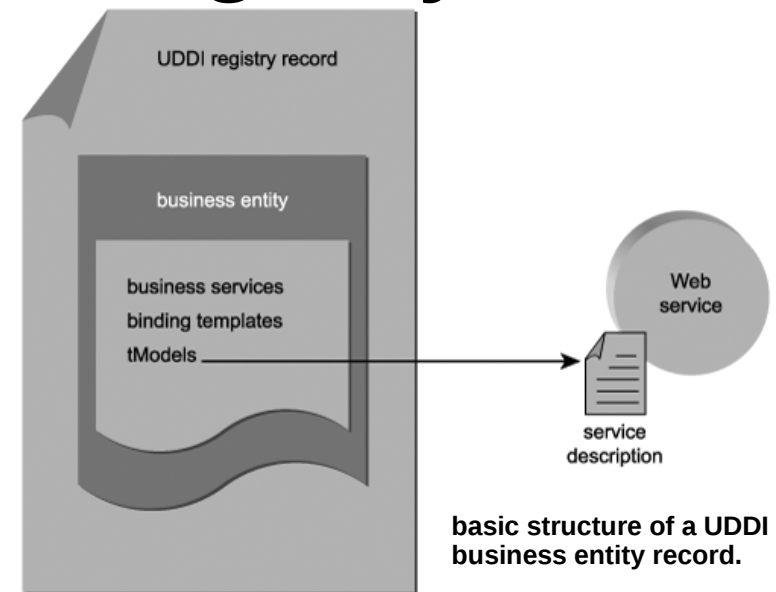 UDDI registry record
business entity
business services
binding templates
tModels
Web
service
service
description
basic structure of a UDDI
business entity record.